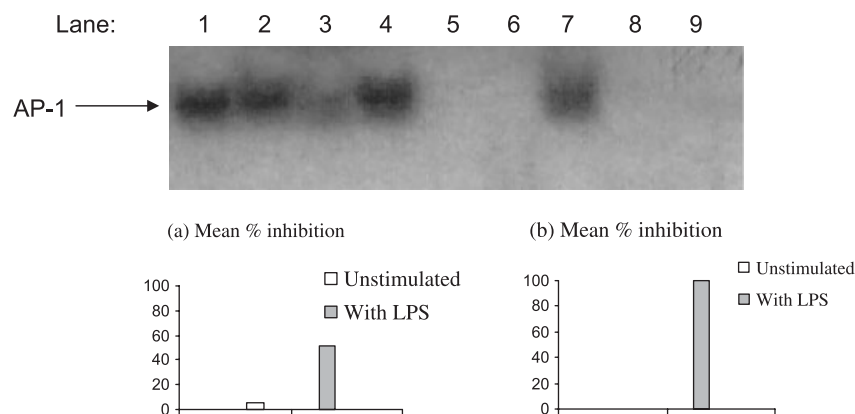 Lane: 1 2 3 4 5 6 7 8 9
AP-1
(a) Mean % inhibition
(b) Mean % inhibition
Unstimulated
With LPS
100
80
60
40
20
0
Unstimulated
With LPS
100
80
60
40
20
0